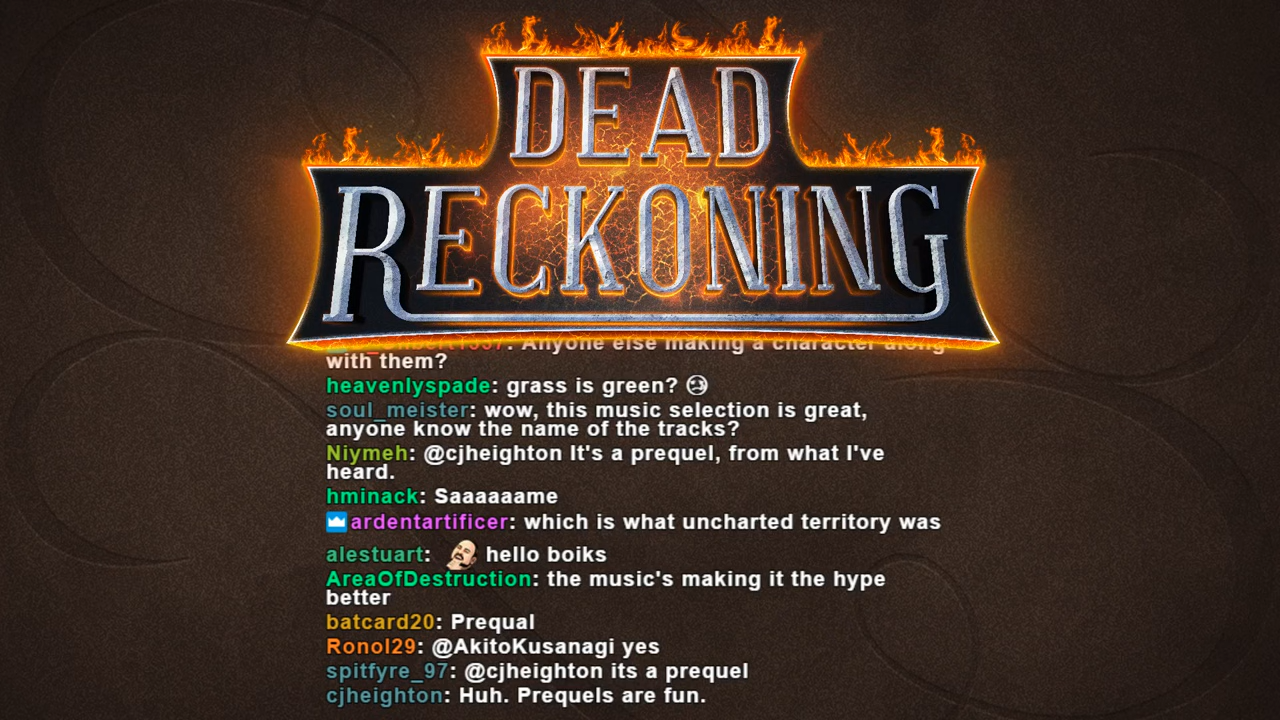 DEAD
RECKONING
Anyone else making a character along
with them?
heavenlyspade: grass is green?
soul_meister: wow, this music selection is great,
anyone know the name of the tracks?
Niymeh: @cjheighton It's a prequel, from what I've
heard.
hminack: Saaaaaame
ardentartificer: which is what uncharted territory was
alestuart: hello boiks
AreaOfDestruction: the music's making it the hype
better
batcard20: Prequal
Ronol29: @AkitoKusanagi yes
spitfyre_97: @cjheighton its a prequel
cjheighton: Huh. Prequels are fun.